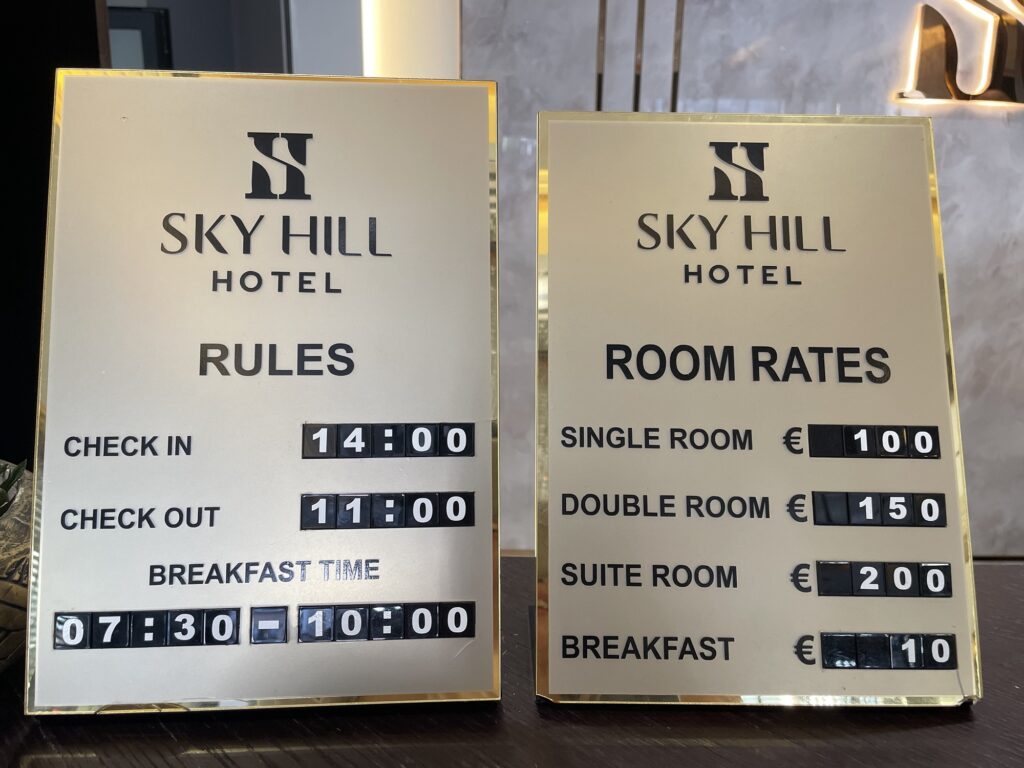 SKY HILL
HOTEL
RULES
CHECK IN 14:00
CHECK OUT 11:00
BREAKFAST TIME
07:30-10:00
SKY HILL
HOTEL
ROOM RATES
SINGLE ROOM € 100
DOUBLE ROOM € 150
SUITE ROOM € 200
BREAKFAST € 10